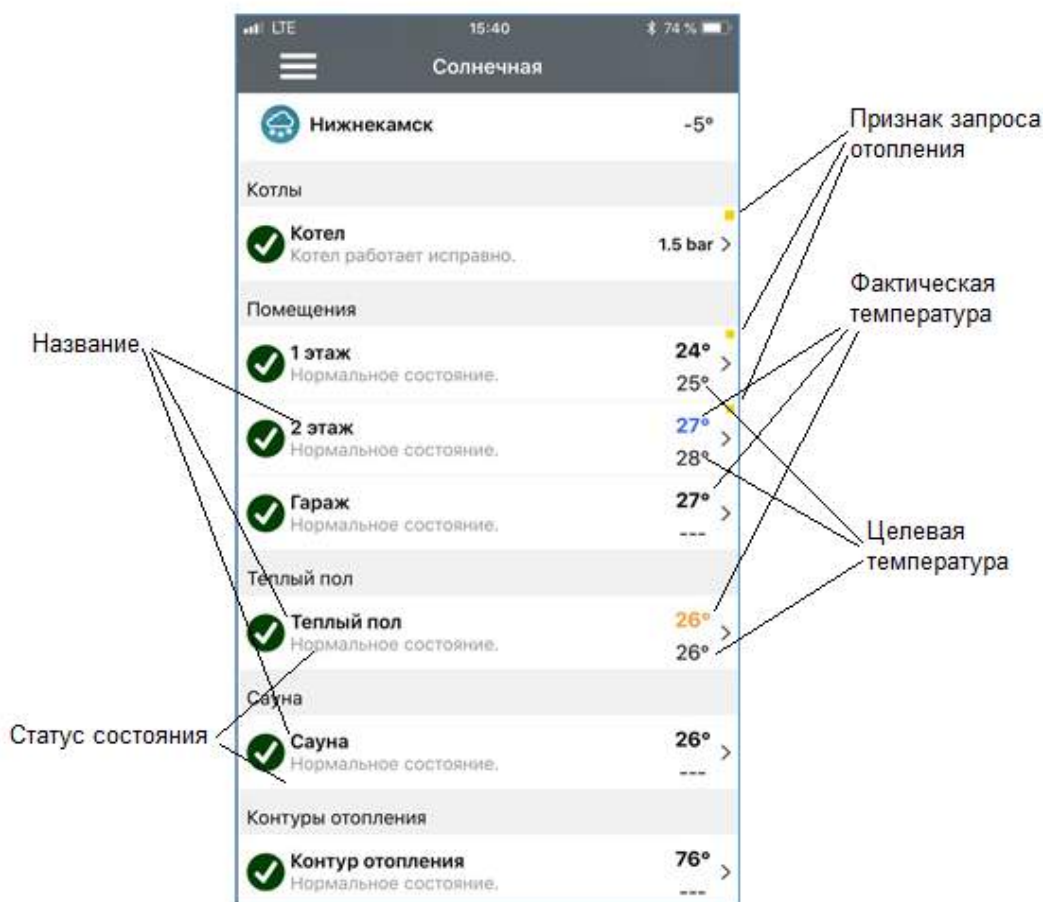 LTE 15:40 74 %
Солнечная
Нижнекамск -5°
Признак запроса
отопления
Котлы
Котел
Котел работает исправно.
1.5 bar
Фактическая
температура
Помещения
Название
1 этаж 24°
Нормальное состояние. 25°
2 этаж 27°
Нормальное состояние. 28°
Гараж 27°
Нормальное состояние. ---
Целевая
температура
Теплый пол
Теплый пол 26°
Нормальное состояние. 26°
Сауна
Статус состояния
Сауна 26°
Нормальное состояние. ---
Контуры отопления
Контур отопления 76°
Нормальное состояние. ---